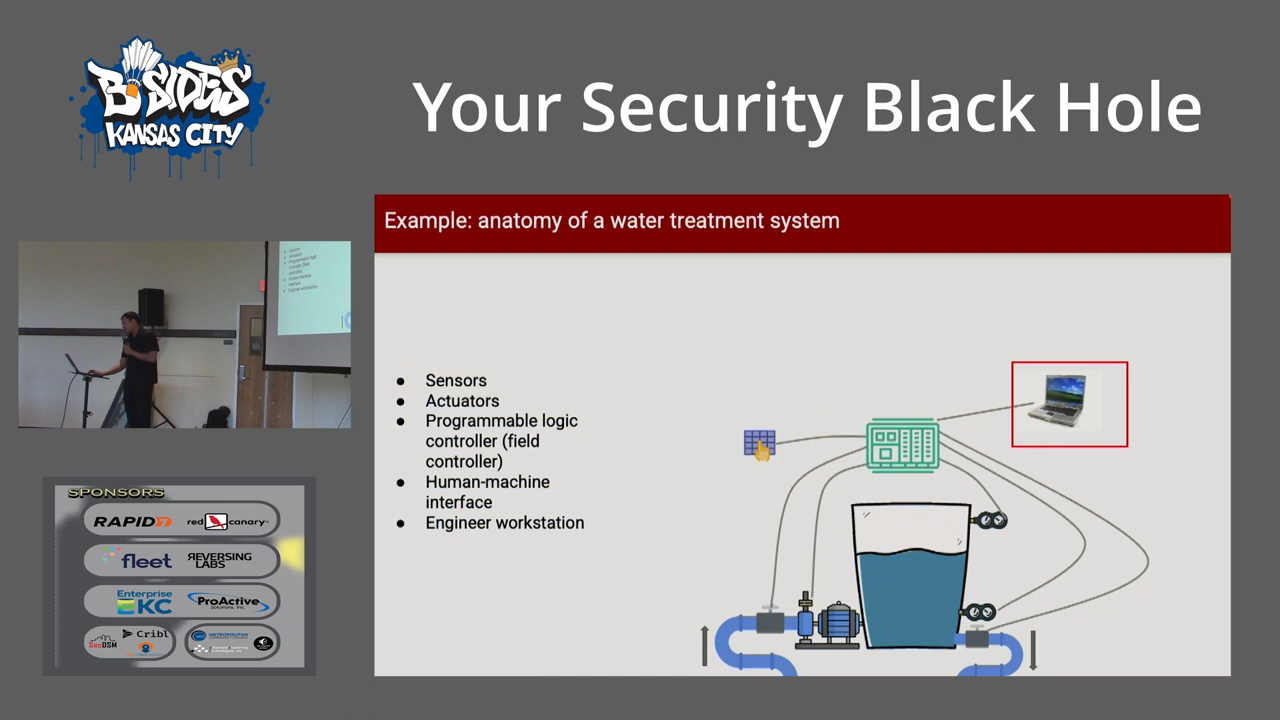 B SIDES
KANSAS CITY
Your Security Black Hole
Example: anatomy of a water treatment system
● Sensors
● Actuators
● Programmable logic
controller (field
controller)
● Human-machine
interface
● Engineer workstation
SPONSORS
RAPID7
red canary
fleet
REVERSING
LABS
Enterprise
KC
ProActive
Solutions, Inc.
SecDSM
Cribl
METROPOLITAN